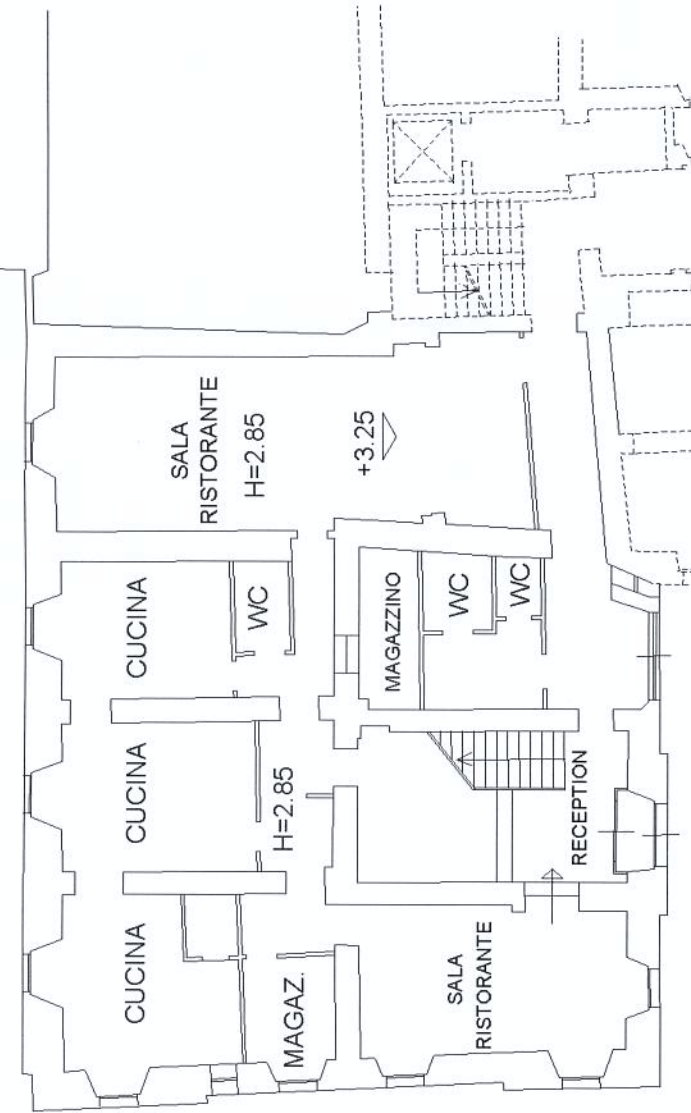 SALA
RISTORANTE
H=2.85
+3.25
CUCINA
WC
MAGAZZINO
WC
WC
CUCINA
H=2.85
RECEPTION
CUCINA
MAGAZ.
SALA
RISTORANTE